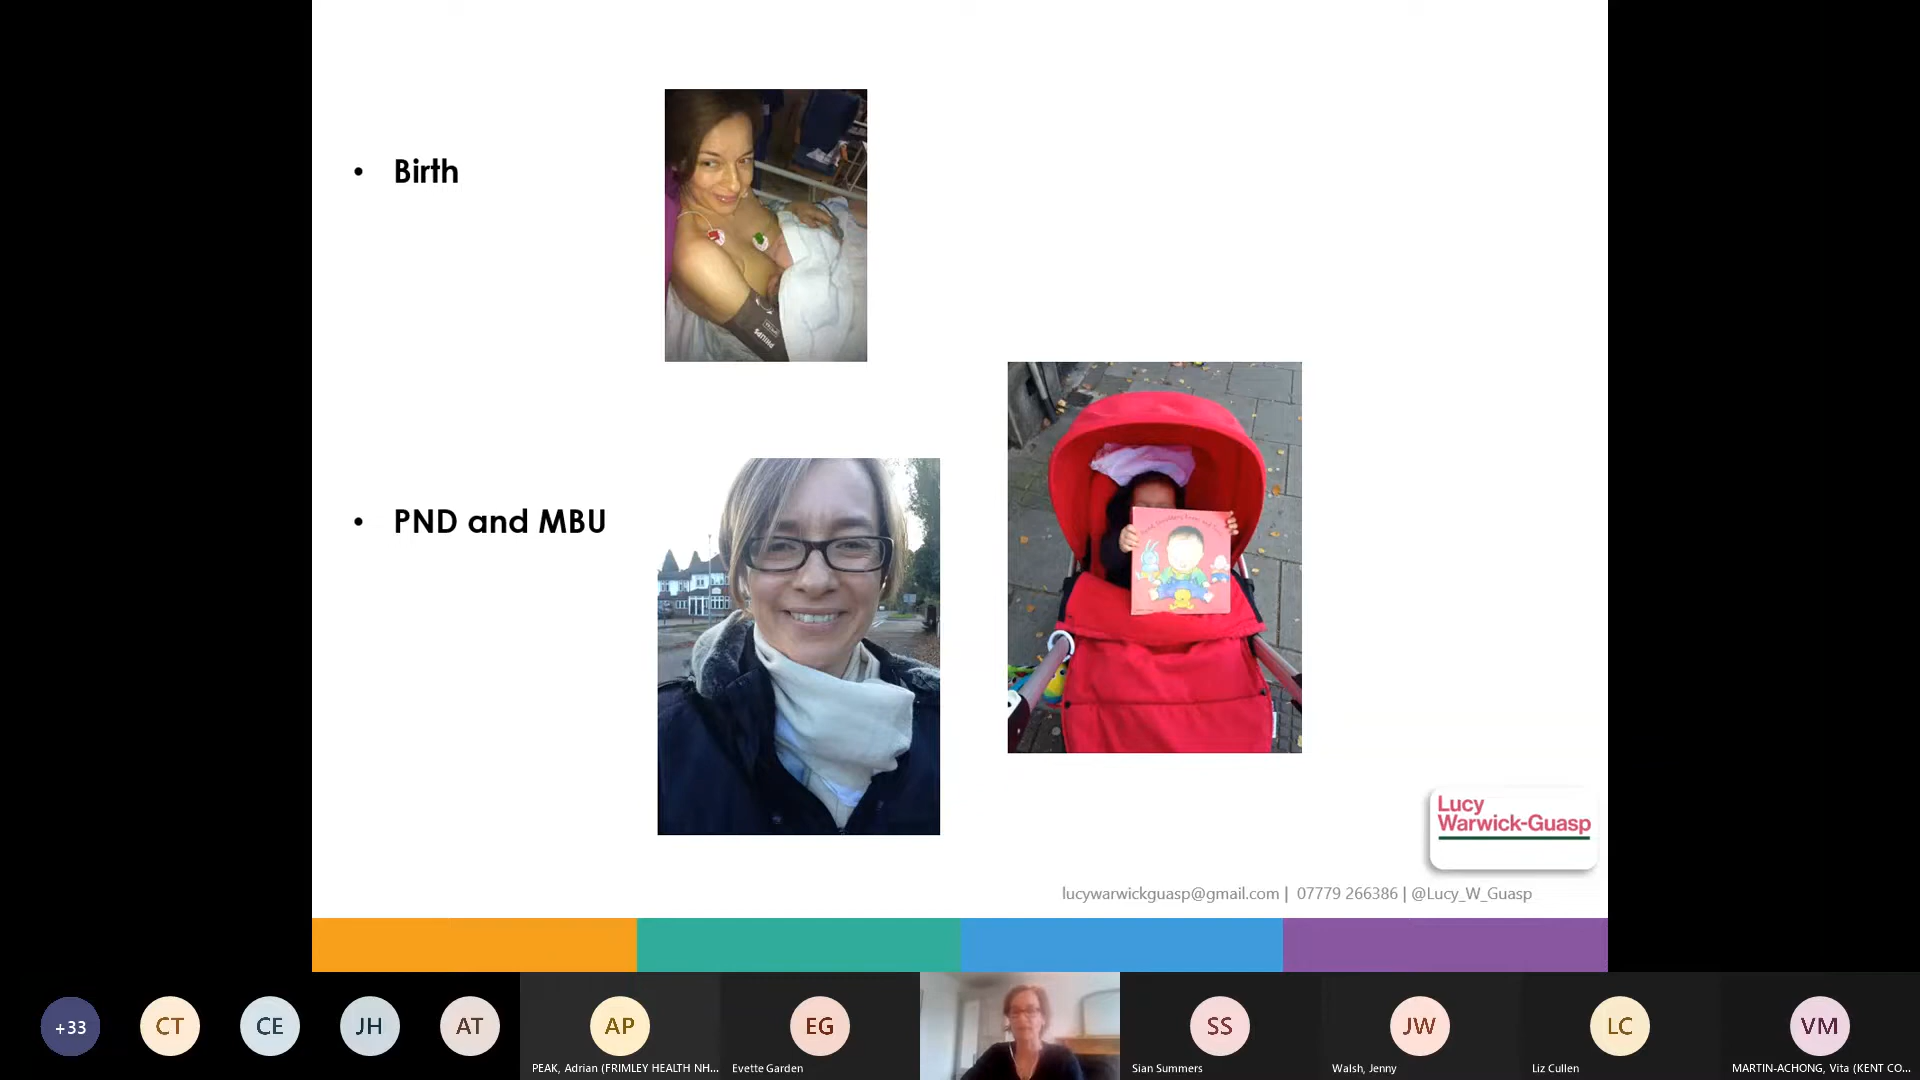 • Birth
PHILIPS
• PND and MBU
Lucy
Warwick-Guasp
lucywarwickguasp@gmail.com | 07779 266386 | @Lucy_W_Guasp
+33
CT
CE
JH
AT
AP
EG
SS
JW
LC
VM
PEAK, Adrian (FRIMLEY HEALTH NH...
Evette Garden
Sian Summers
Walsh, Jenny
Liz Cullen
MARTIN-ACHONG, Vita (KENT CO...